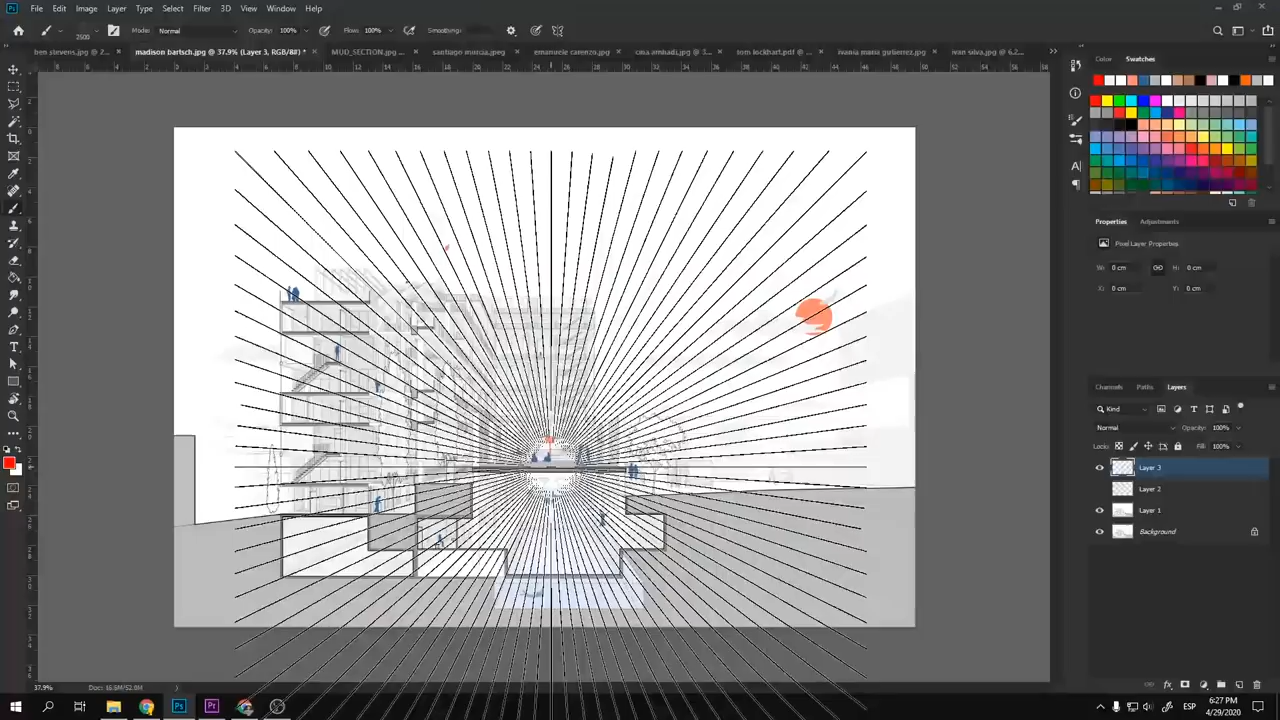 File Edit Image Layer Type Select Filter 3D View Window Help
2500 Mode: Normal Opacity: 100% Flow: 100% Smoothing:
madison bartsch.jpg @ 37.9% (Layer 3, RGB/8#) * MUD_SECTION.jpg santiago murcia.jpeg emanuele carenzo.jpg tom lockhart.pdf @ ivania maria gutierrez.jpg ivan silva.jpg @ 6.2...
Color Swatches
Properties Adjustments
Pixel Layer Properties
W: 0 cm H: 0 cm
X: 0 cm Y: 0 cm
Channels Paths Layers
Kind
Normal Opacity: 100%
Lock: Fill: 100%
Layer 3
Layer 2
Layer 1
Background
37.9%
ESP
6:27 PM
4/29/2020